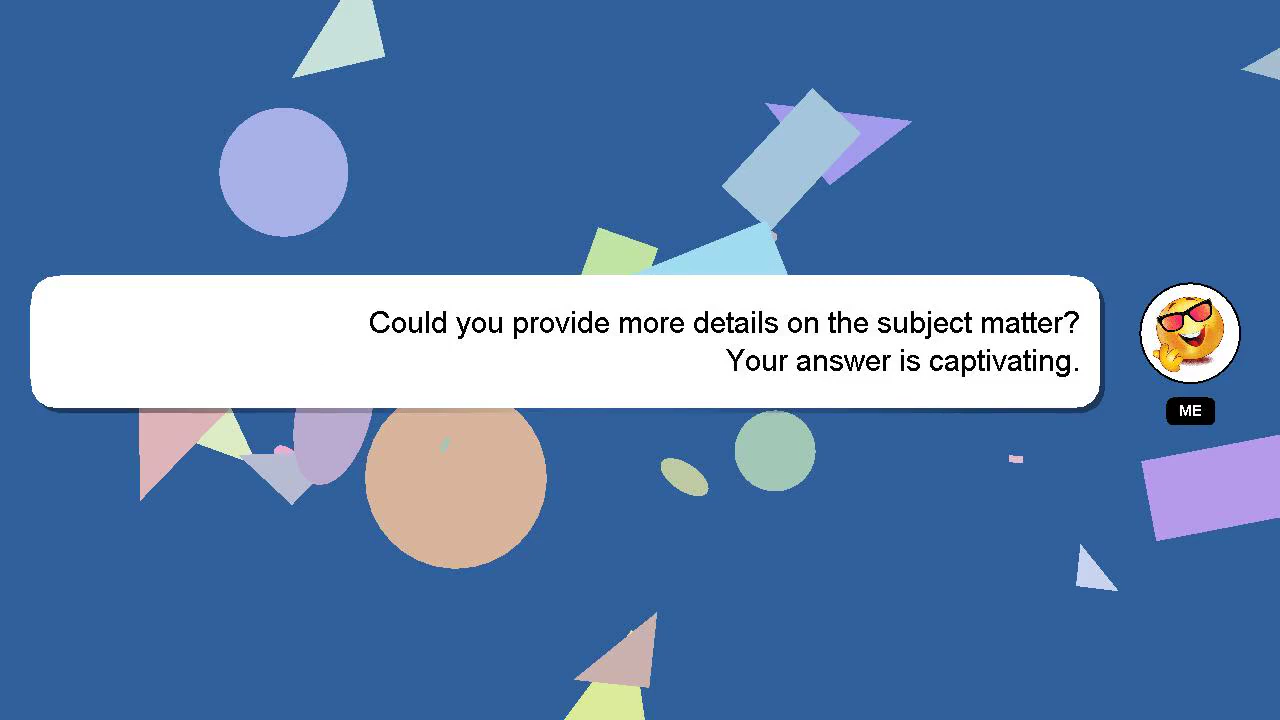 Could you provide more details on the subject matter?
Your answer is captivating.
ME